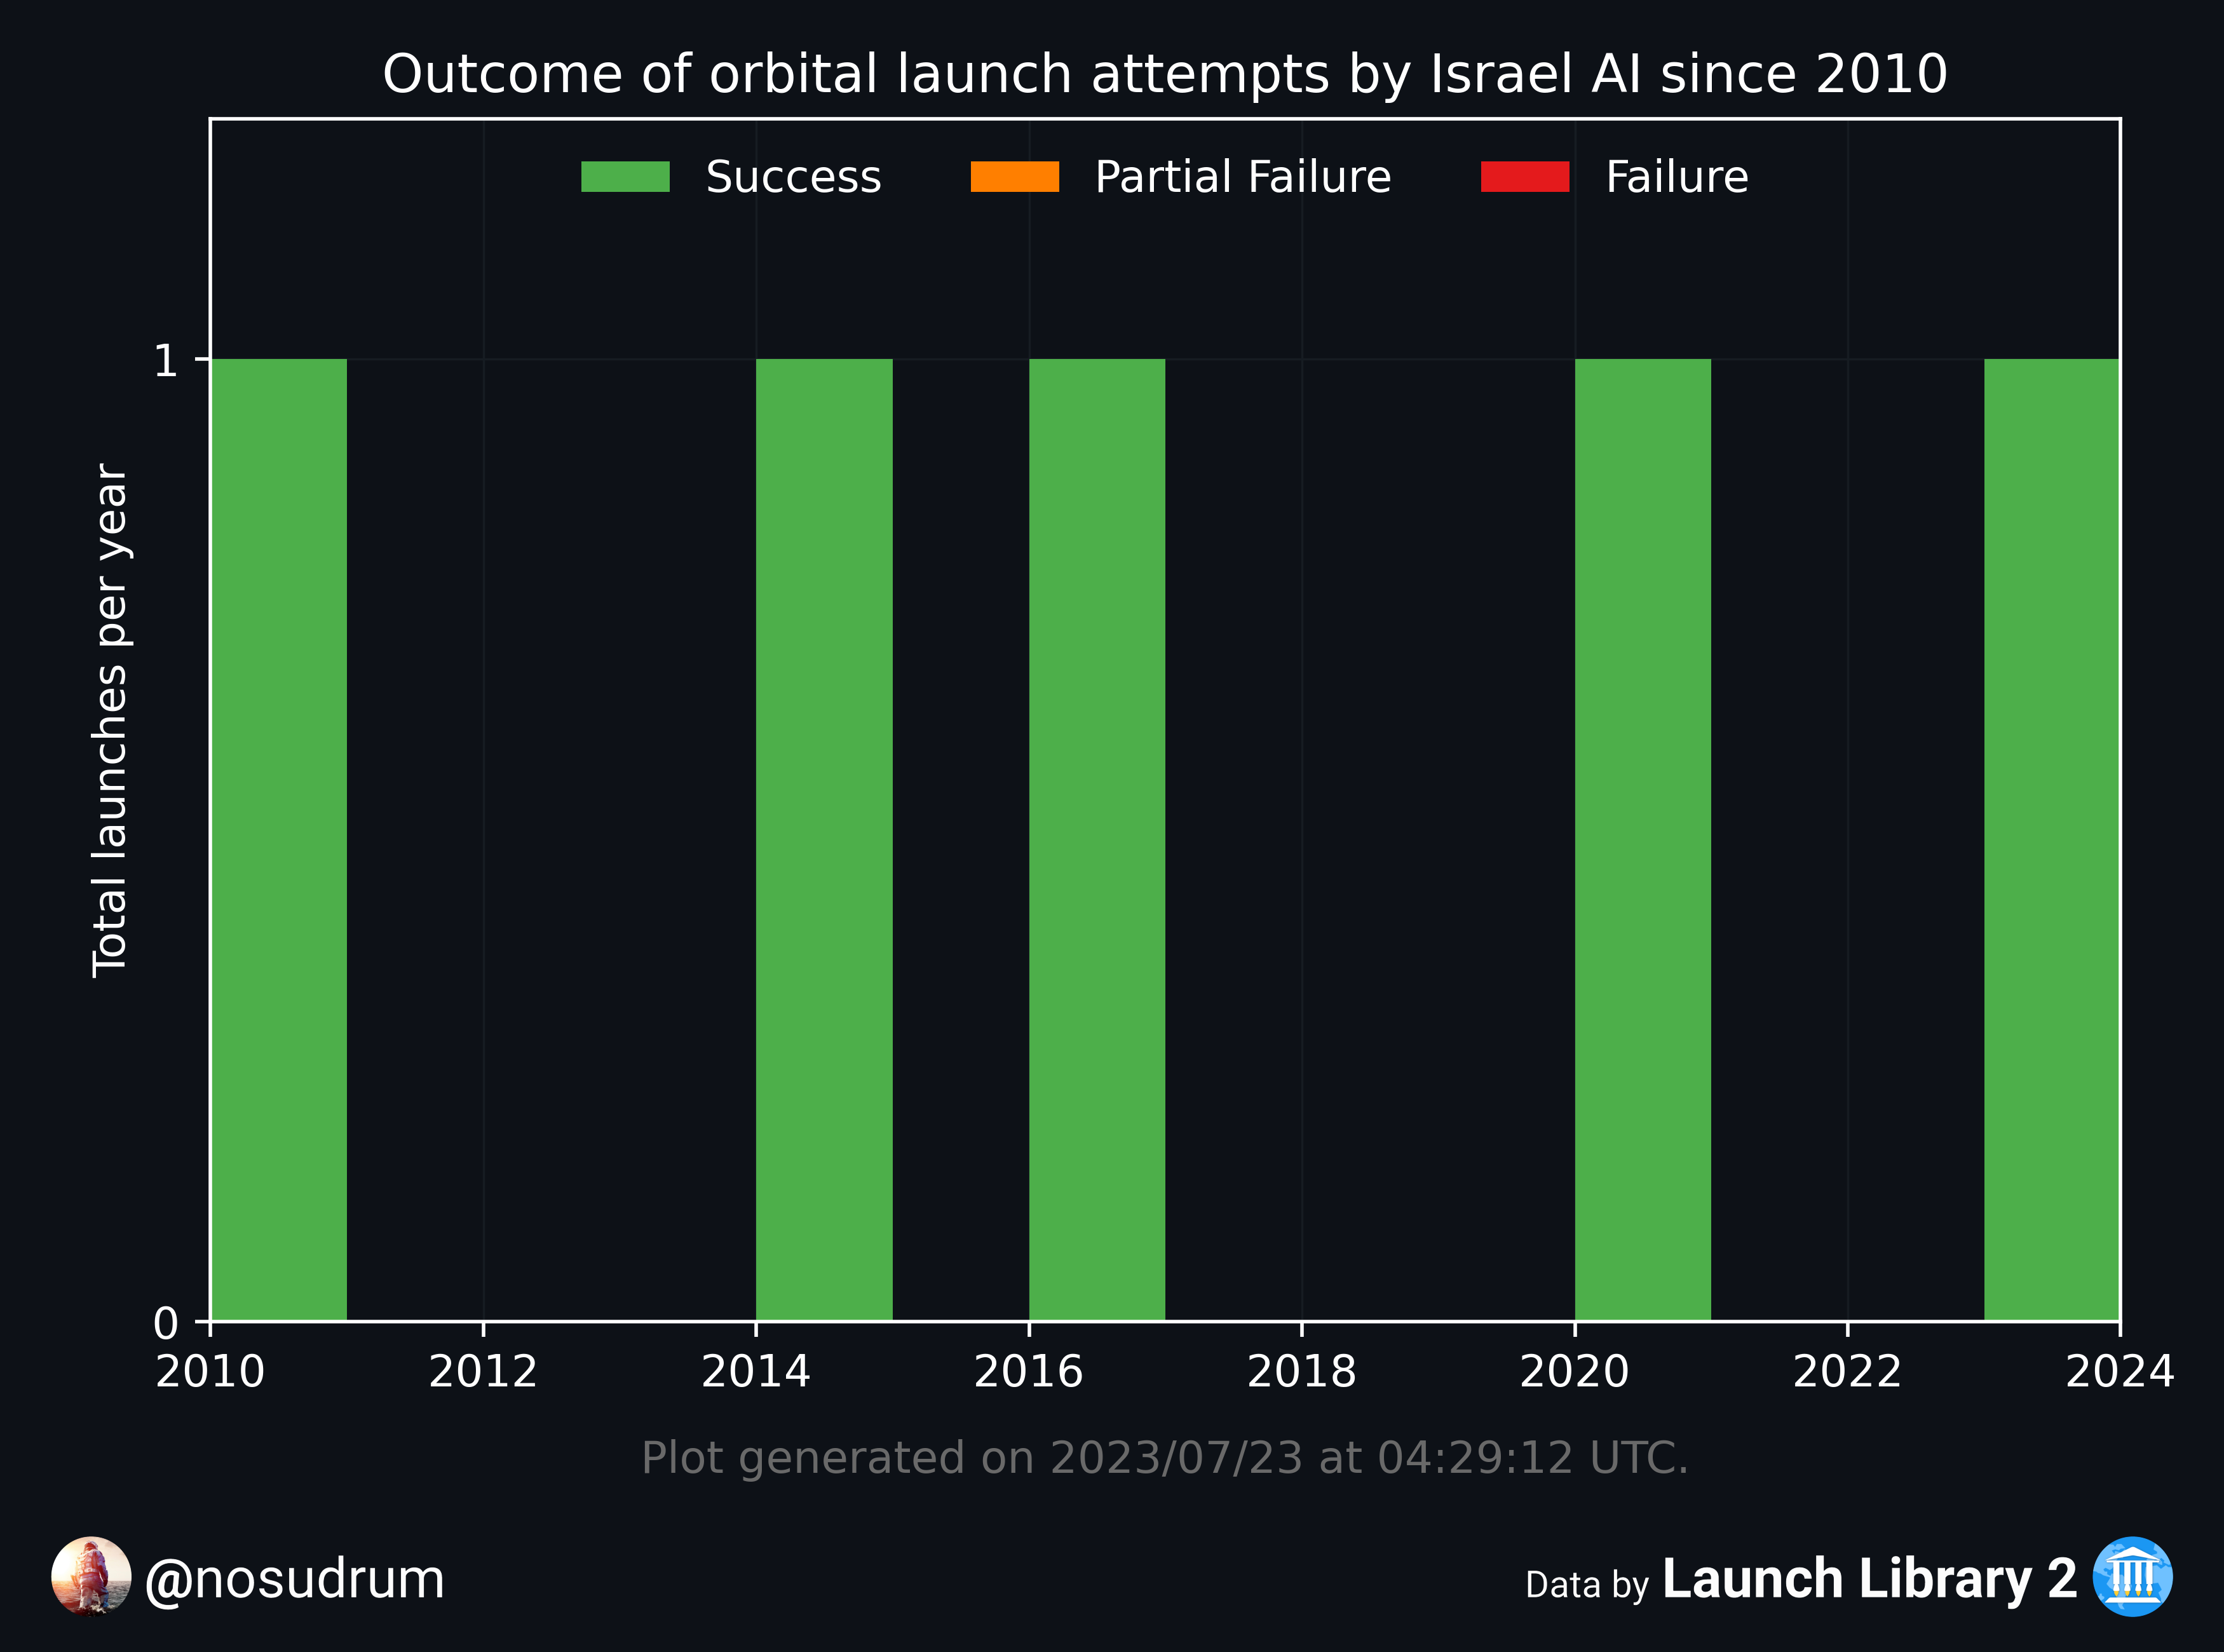 Outcome of orbital launch attempts by Israel AI since 2010
Success Partial Failure Failure
Total launches per year
1
0
2010 2012 2014 2016 2018 2020 2022 2024
Plot generated on 2023/07/23 at 04:29:12 UTC.
@nosudrum
Data by Launch Library 2